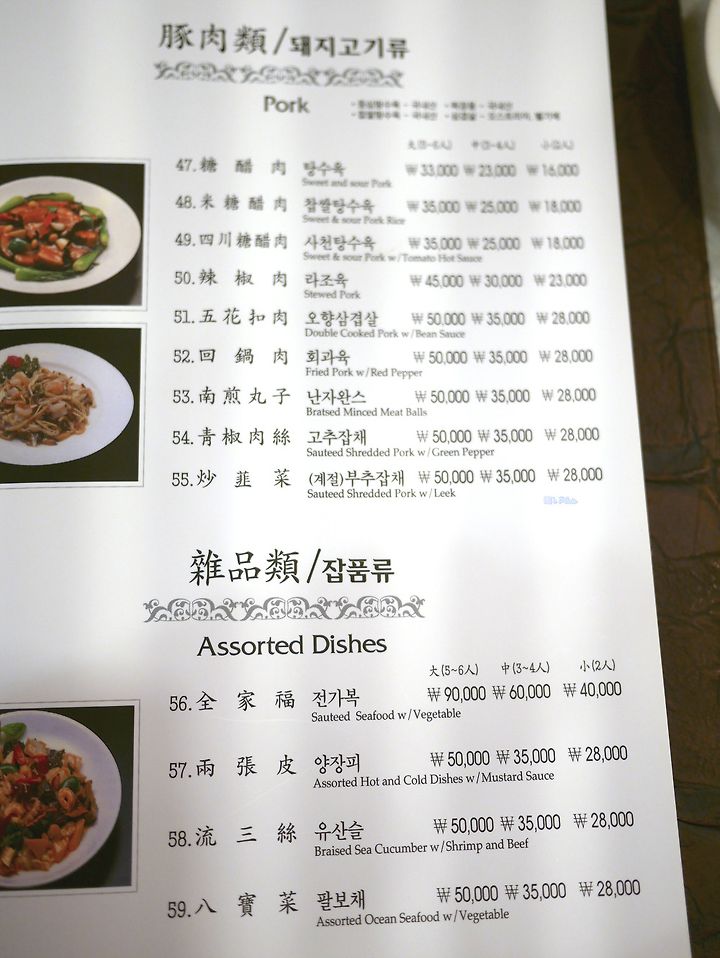 豚肉類/돼지고기류
Pork
大(5~6人) 中(3~4人) 小(2人)
47. 糖醋肉 탕수육 ₩ 33,000 ₩ 23,000 ₩ 16,000
Sweet and sour Pork
48. 米糖醋肉 찹쌀탕수육 ₩ 35,000 ₩ 25,000 ₩ 18,000
Sweet & sour Pork Rice
49. 四川糖醋肉 사천탕수육 ₩ 35,000 ₩ 25,000 ₩ 18,000
Sweet & sour Pork w/Tomato Hot Sauce
50. 辣椒肉 라조육 ₩ 45,000 ₩ 30,000 ₩ 23,000
Stewed Pork
51. 五花扣肉 오향삼겹살 ₩ 50,000 ₩ 35,000 ₩ 28,000
Double Cooked Pork w/Bean Sauce
52. 回鍋肉 회과육 ₩ 50,000 ₩ 35,000 ₩ 28,000
Fried Pork w/Red Pepper
53. 南煎丸子 난자완스 ₩ 50,000 ₩ 35,000 ₩ 28,000
Bratsed Minced Meat Balls
54. 青椒肉絲 고추잡채 ₩ 50,000 ₩ 35,000 ₩ 28,000
Sauteed Shredded Pork w/Green Pepper
55. 炒韮菜 (계절)부추잡채 ₩ 50,000 ₩ 35,000 ₩ 28,000
Sauteed Shredded Pork w/Leek
雜品類/잡품류
Assorted Dishes
大(5~6人) 中(3~4人) 小(2人)
56. 全家福 전가복 ₩ 90,000 ₩ 60,000 ₩ 40,000
Sauteed Seafood w/Vegetable
57. 兩張皮 양장피 ₩ 50,000 ₩ 35,000 ₩ 28,000
Assorted Hot and Cold Dishes w/Mustard Sauce
58. 流三絲 유산슬 ₩ 50,000 ₩ 35,000 ₩ 28,000
Braised Sea Cucumber w/Shrimp and Beef
59. 八寶菜 팔보채 ₩ 50,000 ₩ 35,000 ₩ 28,000
Assorted Ocean Seafood w/Vegetable